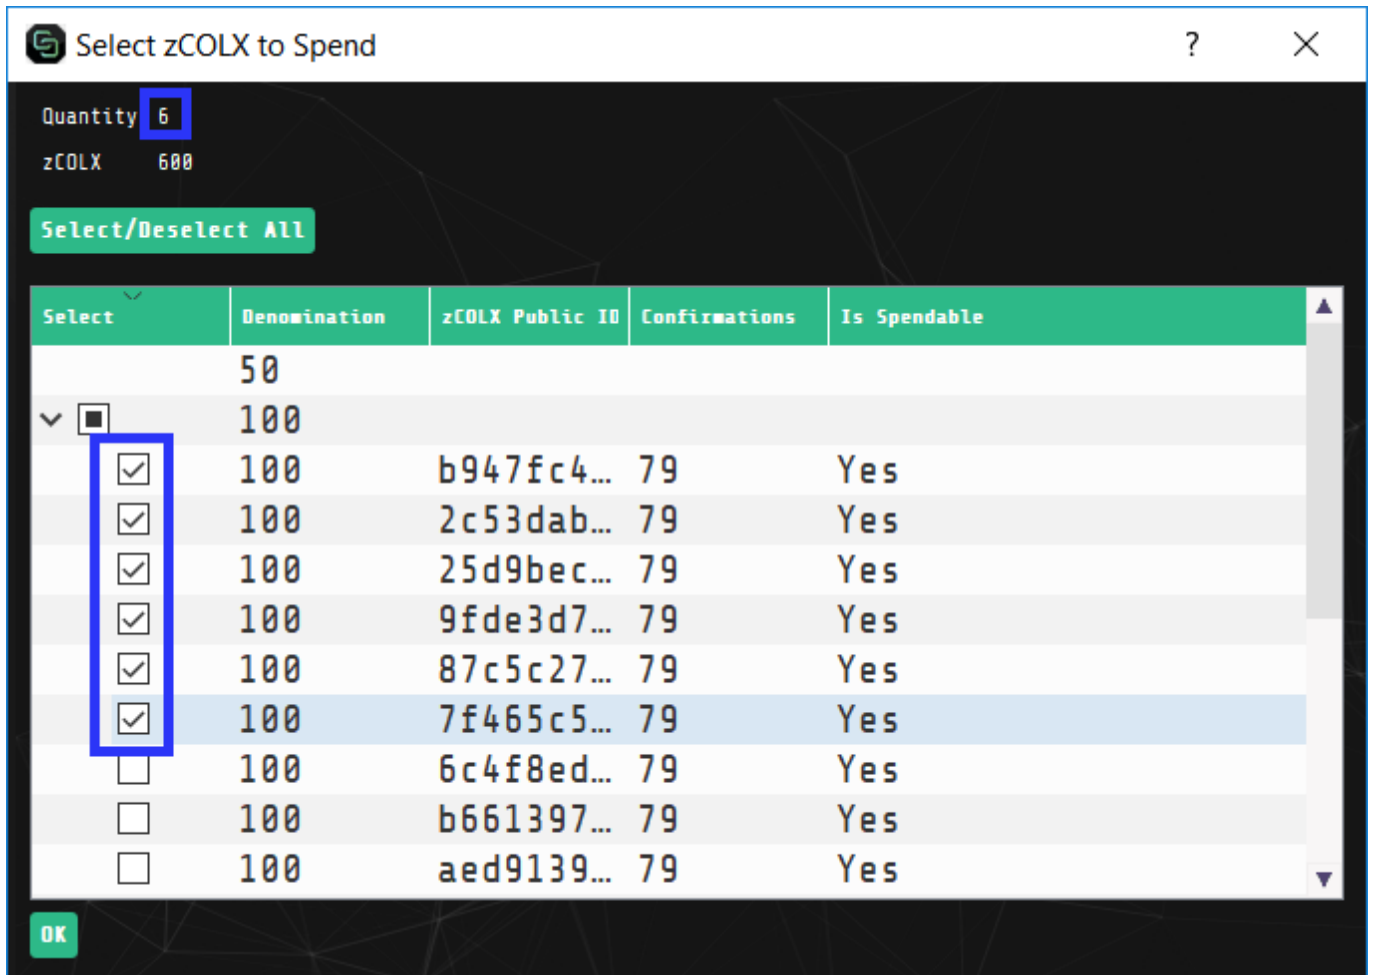 Select zCOLX to Spend ?
Quantity 6
zCOLX 600
Select/Deselect All
Select Denomination zCOLX Public ID Confirmations Is Spendable
50
100
100 b947fc4... 79 Yes
100 2c53dab... 79 Yes
100 25d9bec... 79 Yes
100 9fde3d7... 79 Yes
100 87c5c27... 79 Yes
100 7f465c5... 79 Yes
100 6c4f8ed... 79 Yes
100 b661397... 79 Yes
100 aed9139... 79 Yes
OK